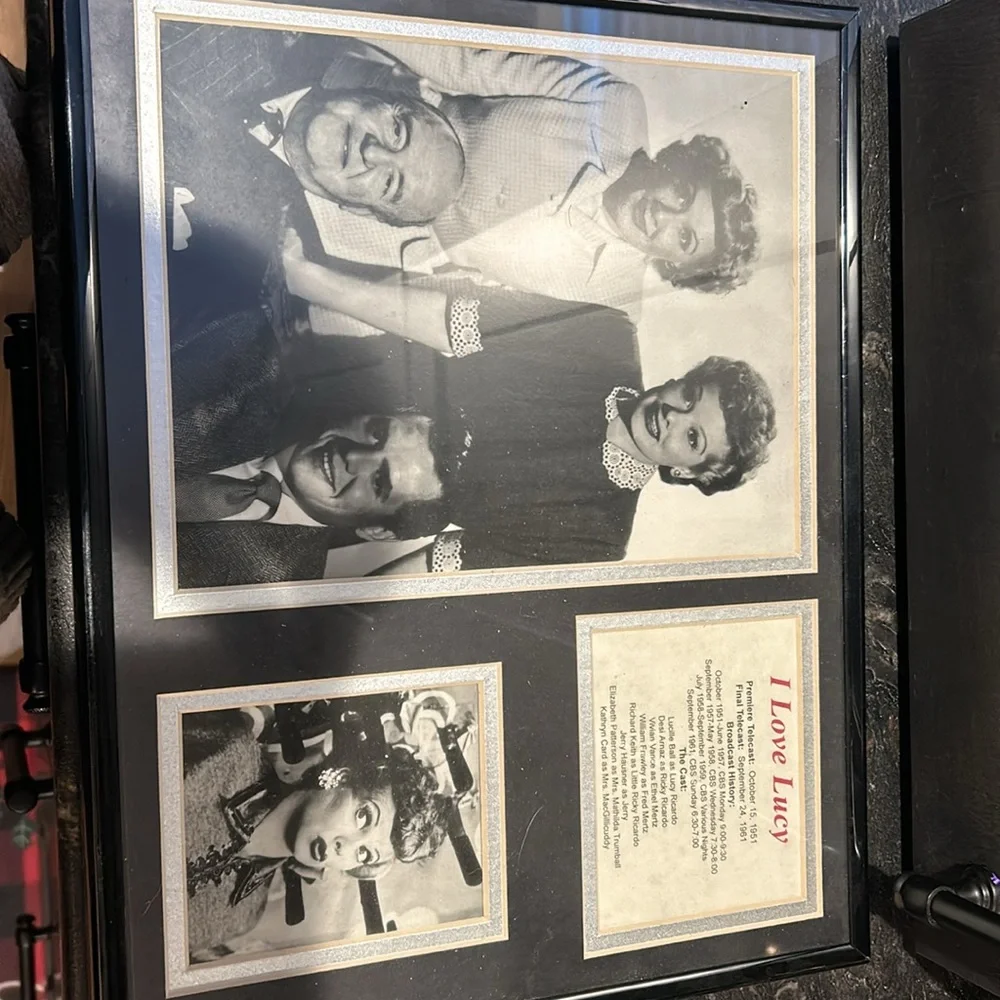 I Love Lucy
Premiere Telecast: October 15, 1951
Final Telecast: September 24, 1961
Broadcast History:
October 1951-June 1957, CBS Monday 9:00-9:30
September 1957-May 1958, CBS Wednesday 7:30-8:00
July 1958-September 1959, CBS Various Nights
September 1961, CBS Sunday 6:30-7:00
The Cast:
Lucille Ball as Lucy Ricardo
Desi Arnaz as Ricky Ricardo
Vivian Vance as Ethel Mertz
William Frawley as Fred Mertz
Richard Keith as Little Ricky Ricardo
Jerry Hausner as Jerry
Elizabeth Patterson as Mrs. Mathilda Trumball
Kathryn Card as Mrs. MacGillicuddy